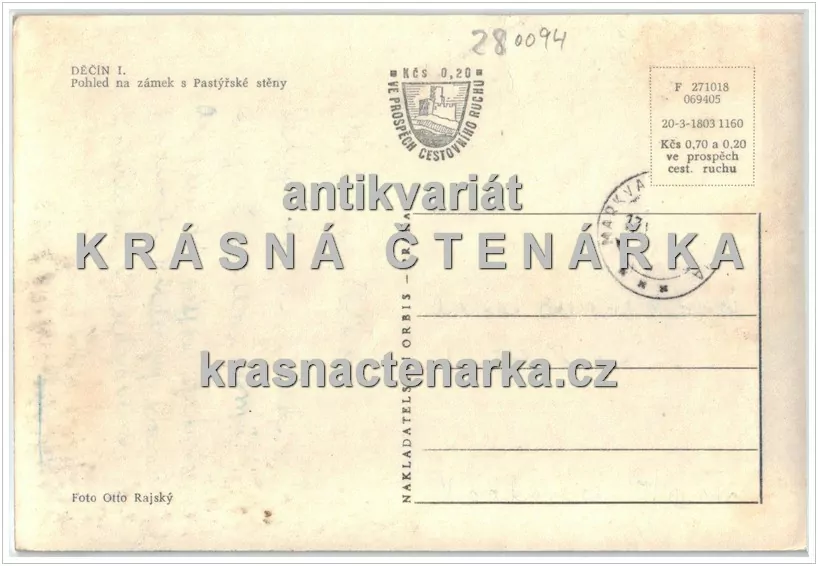 28 0094
DĚČÍN I.
Pohled na zámek s Pastýřské stěny
Kčs 0,20
VE PROSPĚCH CESTOVNÍHO RUCHU
F 271018
069405
20-3-1803 1160
Kčs 0,70 a 0,20
ve prospěch
cest. ruchu
antikvariát
KRÁSNÁ ČTENÁRKA
krasnactenarka.cz
NAKLADATELSTVÍ ORBIS —
Foto Otto Rajský